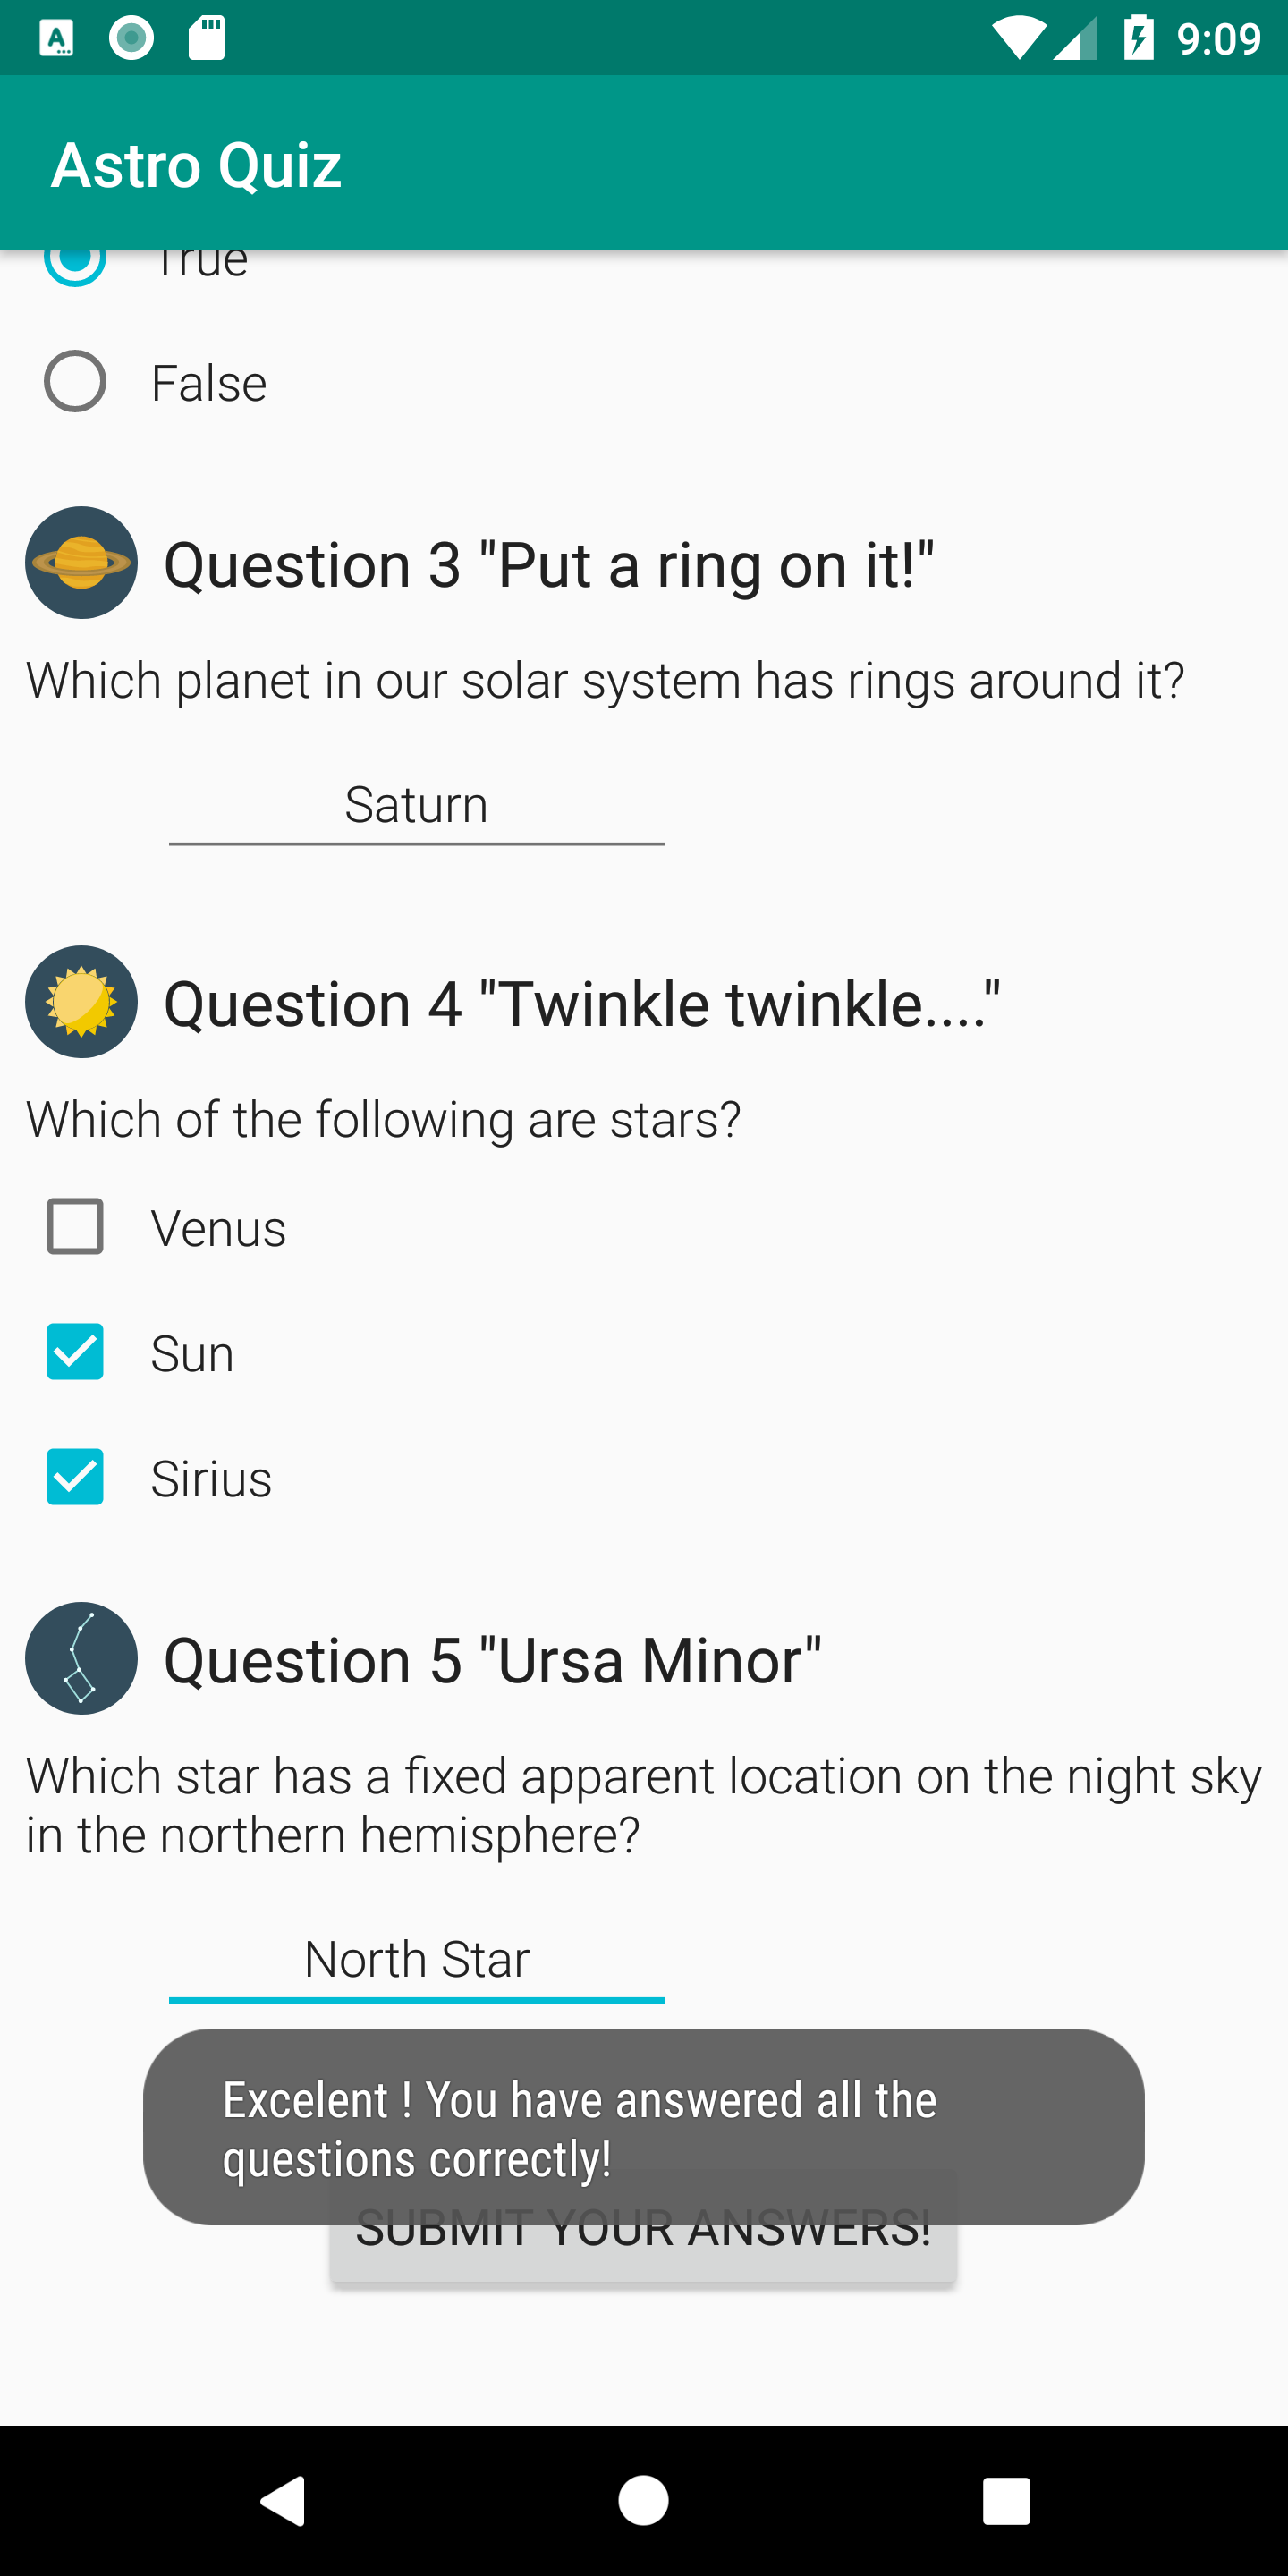 9:09
Astro Quiz
True
False
Question 3 "Put a ring on it!"
Which planet in our solar system has rings around it?
Saturn
Question 4 "Twinkle twinkle...."
Which of the following are stars?
Venus
Sun
Sirius
Question 5 "Ursa Minor"
Which star has a fixed apparent location on the night sky
in the northern hemisphere?
North Star
Excelent ! You have answered all the
questions correctly!
SUBMIT YOUR ANSWERS!